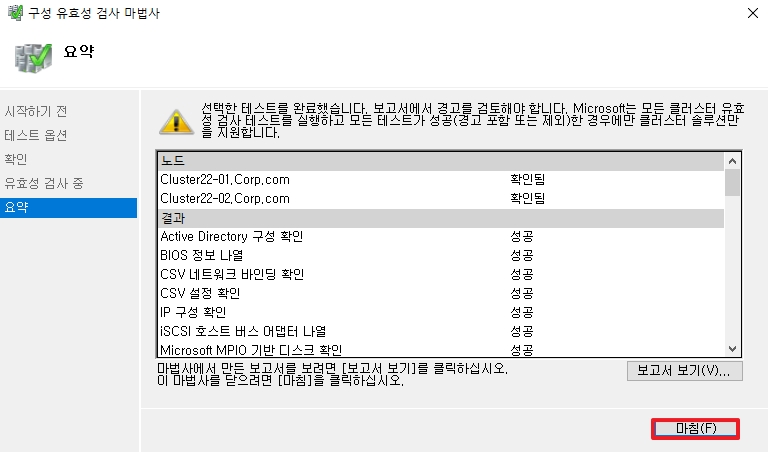 구성 유효성 검사 마법사
요약
시작하기 전
테스트 옵션
확인
유효성 검사 중
요약
선택한 테스트를 완료했습니다. 보고서에서 경고를 검토해야 합니다. Microsoft는 모든 클러스터 유효
성 검사 테스트를 실행하고 모든 테스트가 성공(경고 포함 또는 제외)한 경우에만 클러스터 솔루션만
을 지원합니다.
노드
Cluster22-01.Corp.com 확인됨
Cluster22-02.Corp.com 확인됨
결과
Active Directory 구성 확인 성공
BIOS 정보 나열 성공
CSV 네트워크 바인딩 확인 성공
CSV 설정 확인 성공
IP 구성 확인 성공
iSCSI 호스트 버스 어댑터 나열 성공
Microsoft MPIO 기반 디스크 확인 성공
마법사에서 만든 보고서를 보려면 [보고서 보기]를 클릭하십시오.
이 마법사를 닫으려면 [마침]을 클릭하십시오.
보고서 보기(V)...
마침(F)